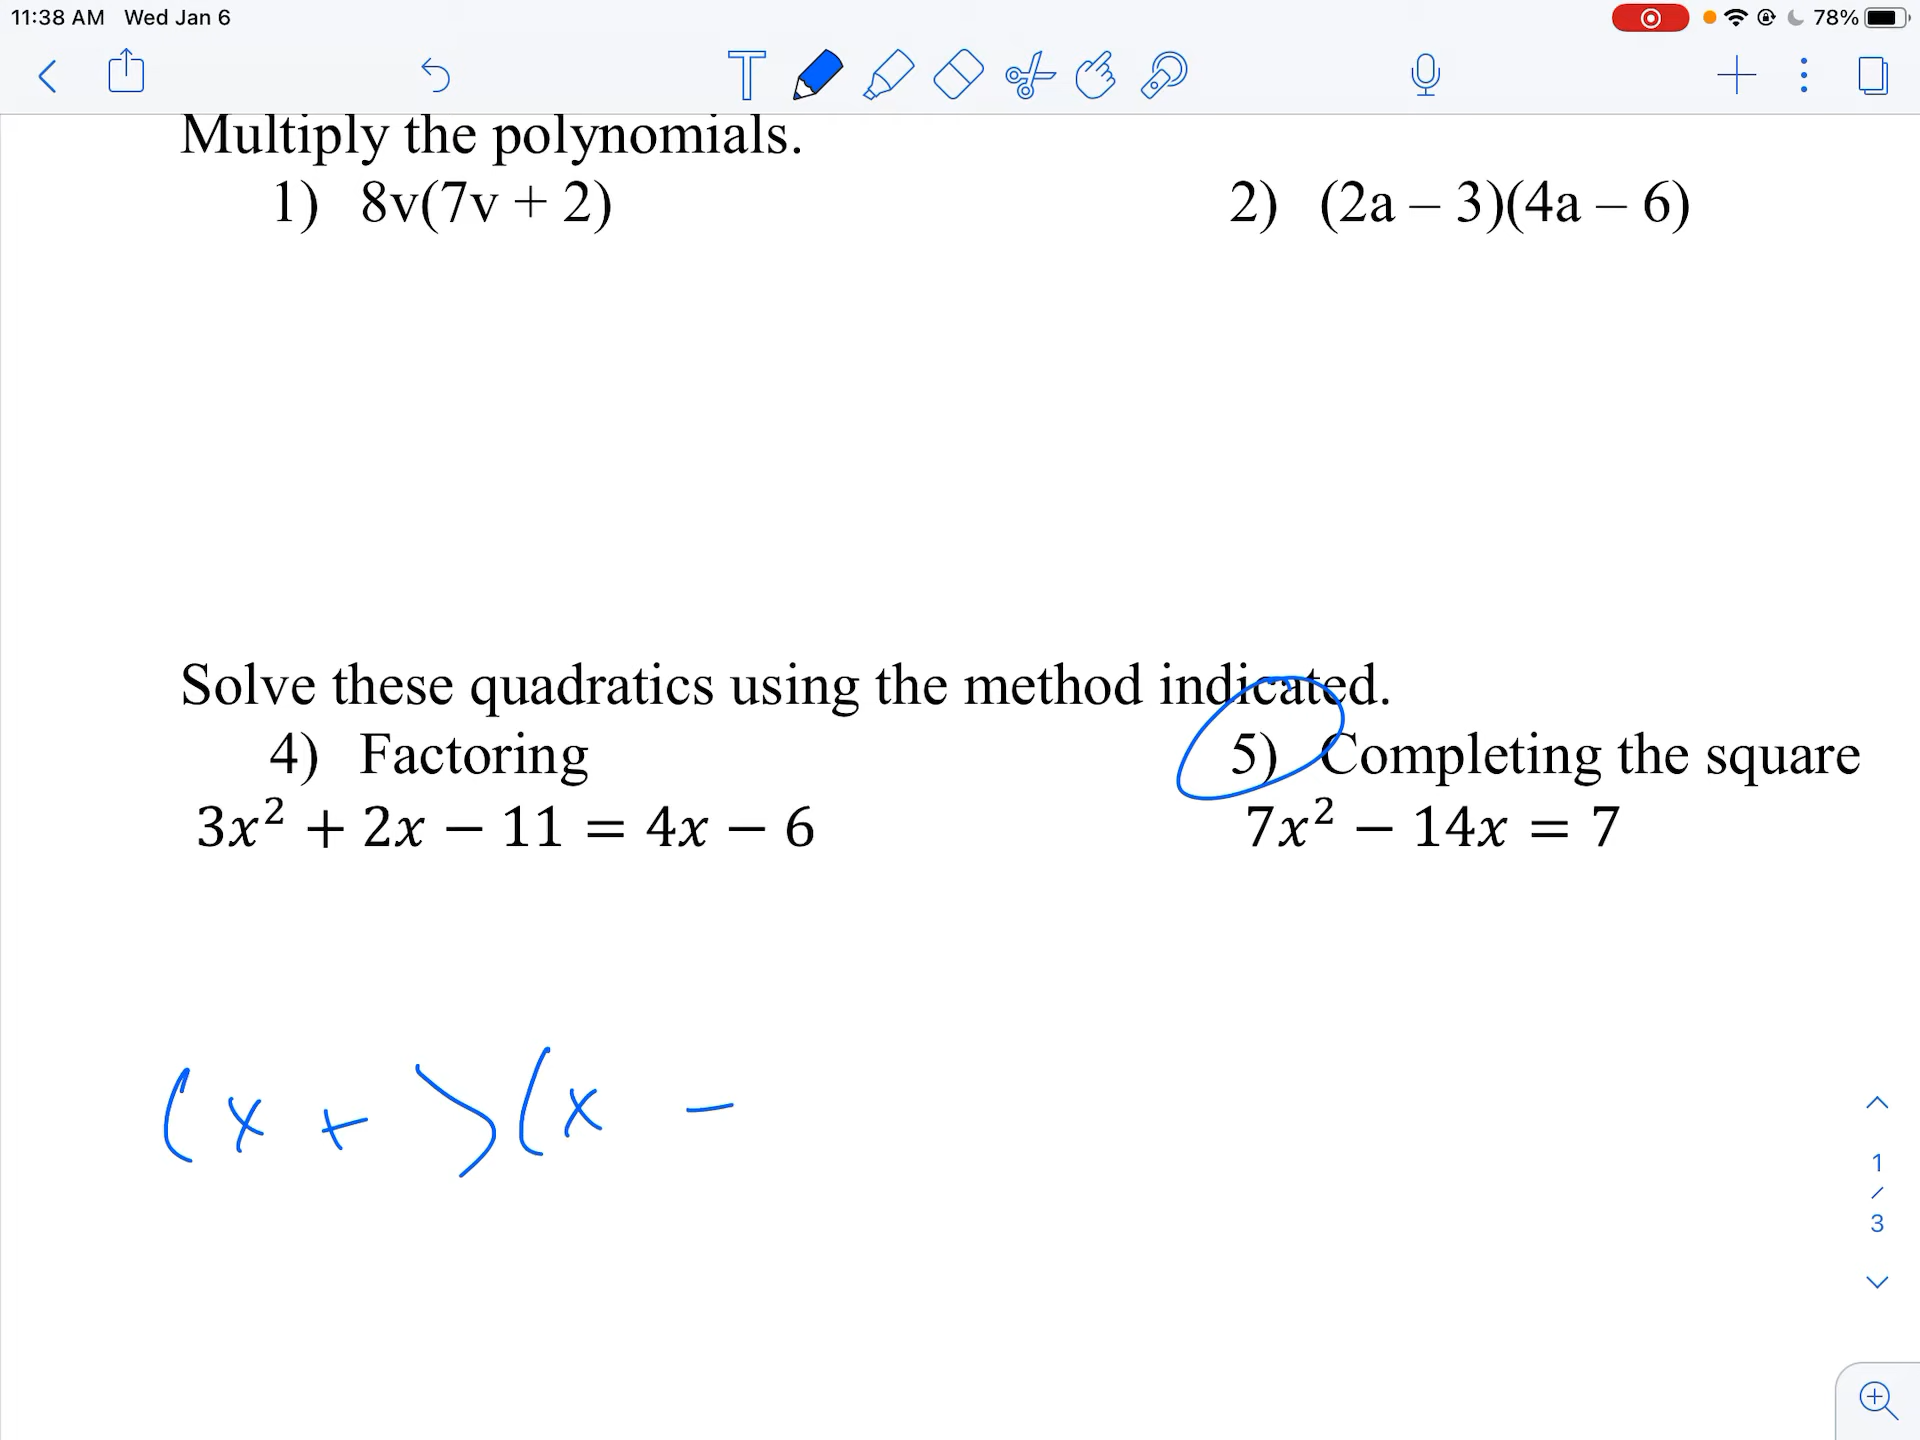 11:38 AM Wed Jan 6 78%
T
Multiply the polynomials.
1) 8v(7v + 2) 2) (2a – 3)(4a – 6)
Solve these quadratics using the method indicated.
4) Factoring 5) Completing the square
3x² + 2x − 11 = 4x − 6 7x² − 14x = 7
(x + )(x −
1
/
3